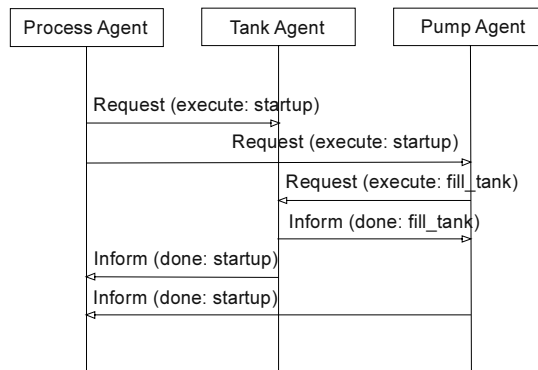 Process Agent
Tank Agent
Pump Agent
Request (execute: startup)
Request (execute: startup)
Request (execute: fill_tank)
Inform (done: fill_tank)
Inform (done: startup)
Inform (done: startup)